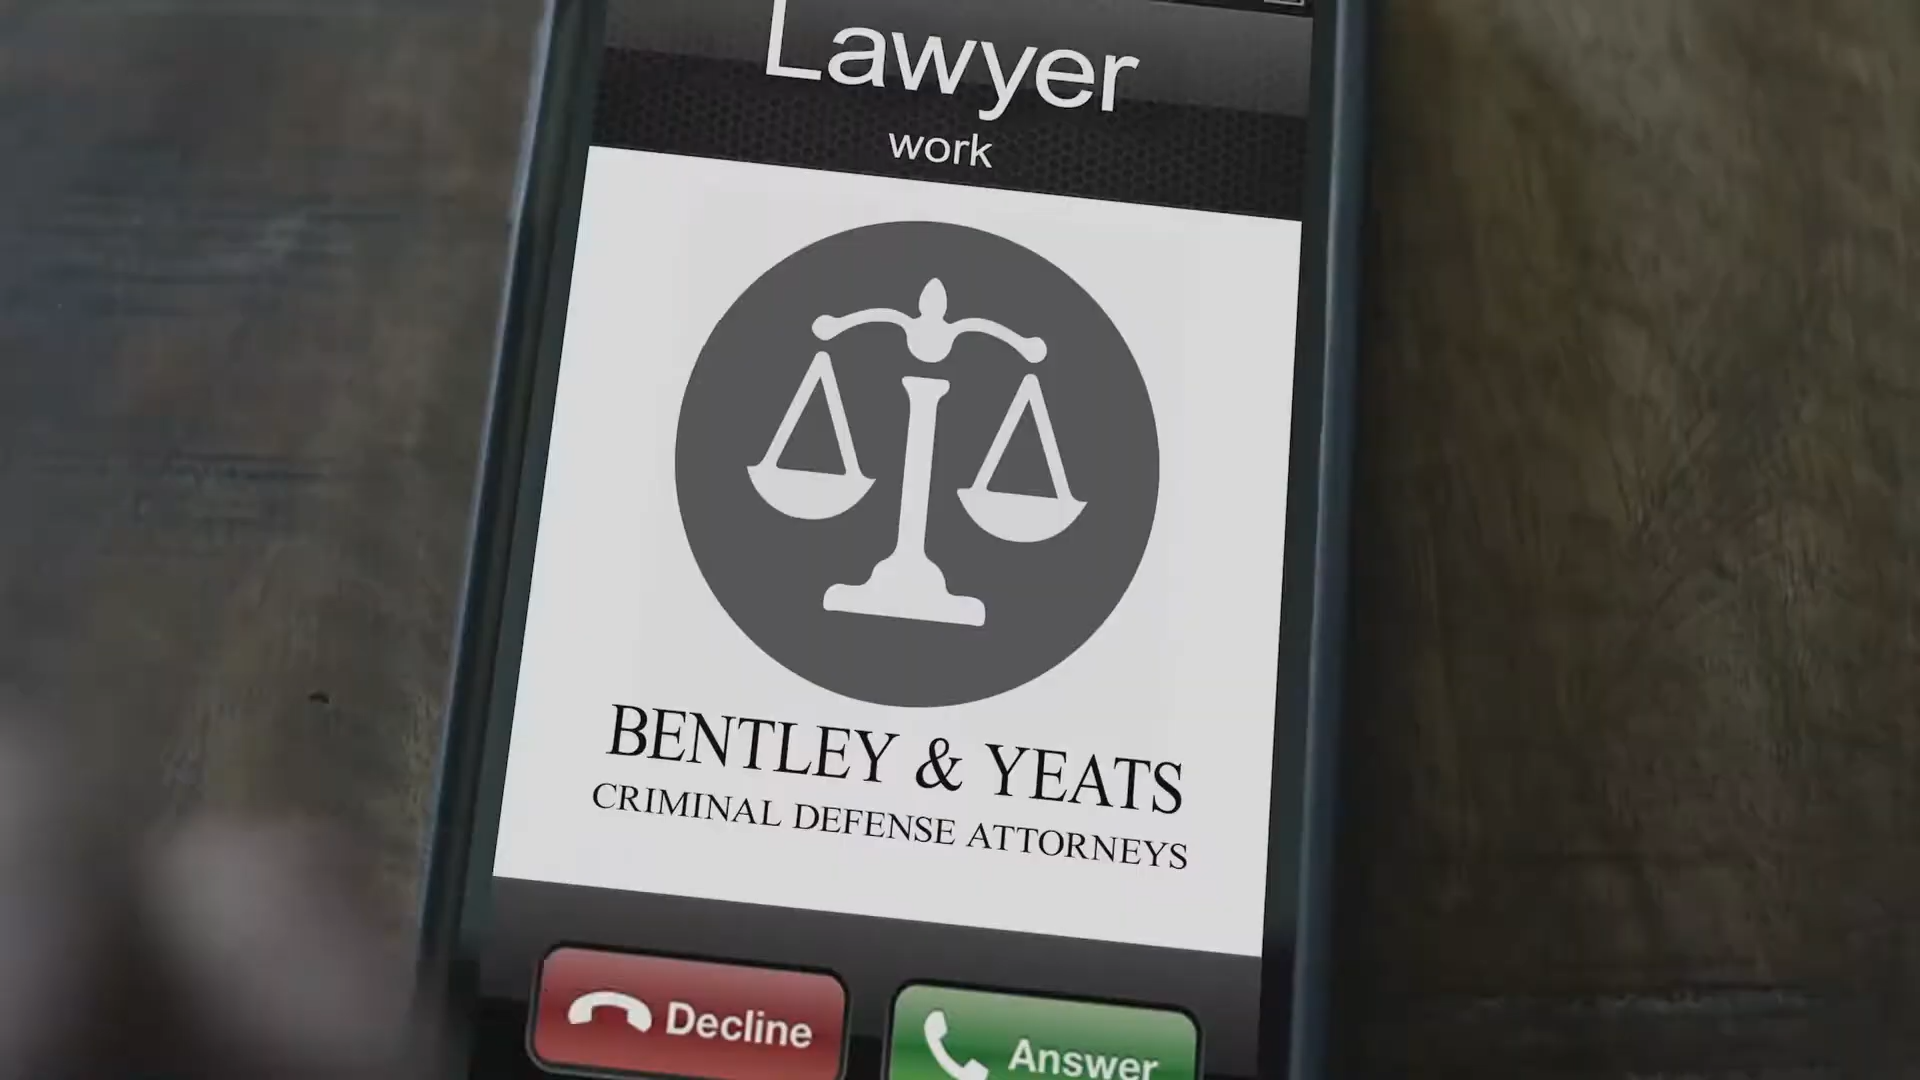 Lawyer
work
BENTLEY & YEATS
CRIMINAL DEFENSE ATTORNEYS
Decline
Answer